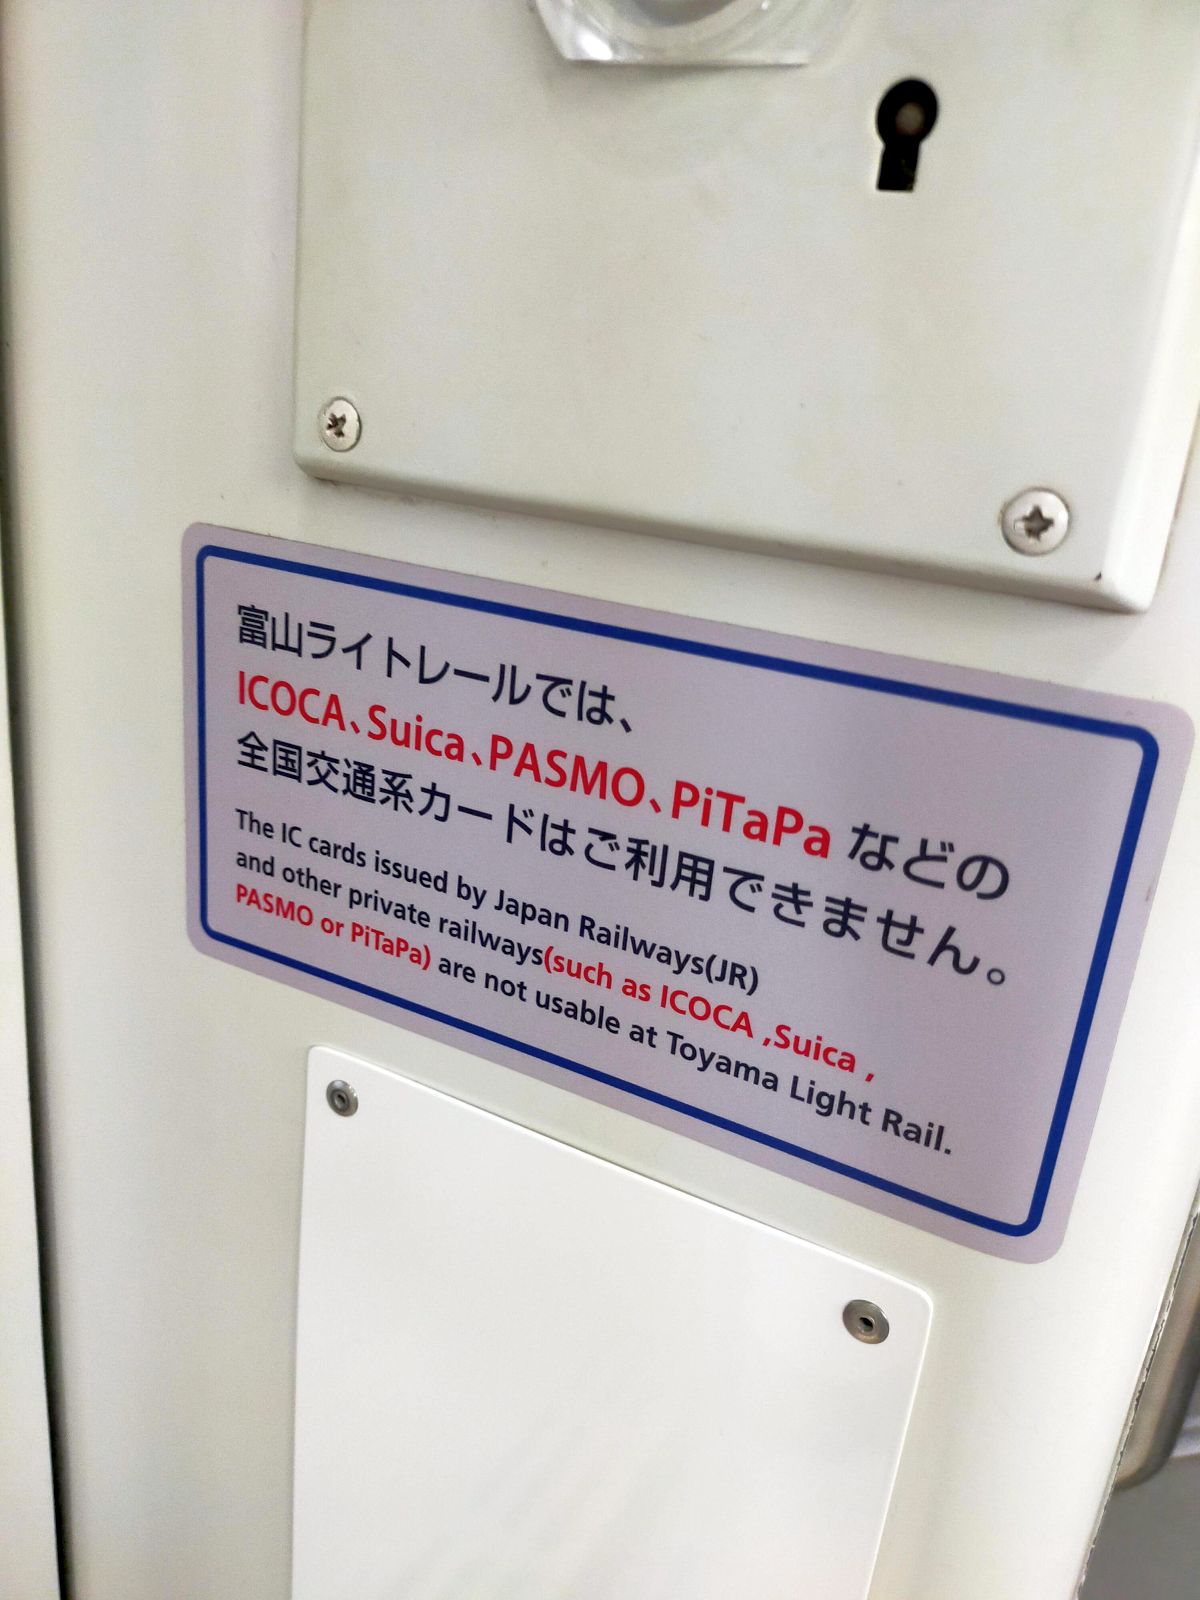 富山ライトレールでは、
ICOCA、Suica、PASMO、PiTaPa などの
全国交通系カードはご利用できません。
The IC cards issued by Japan Railways(JR)
and other private railways(such as ICOCA ,Suica ,
PASMO or PiTaPa) are not usable at Toyama Light Rail.